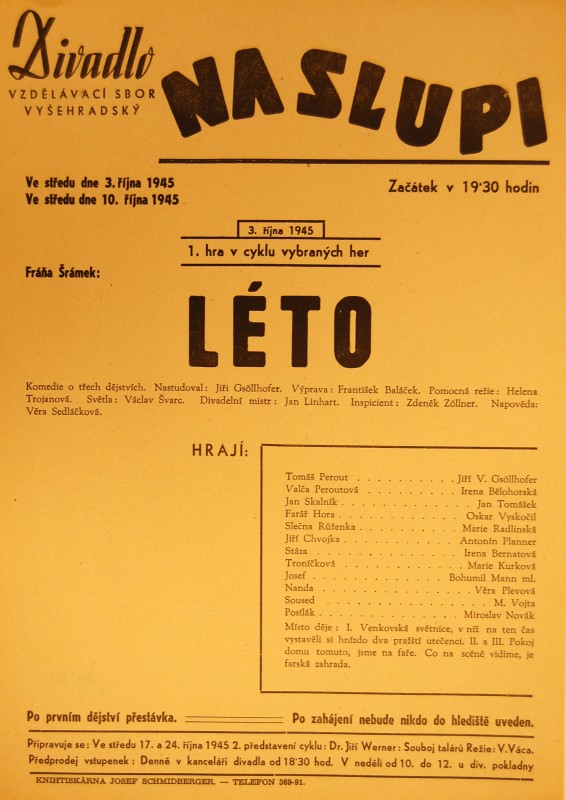 Divadlo
VZDĚLÁVACÍ SBOR
VYŠEHRADSKÝ
NA SLUPI
Ve středu dne 3. října 1945
Ve středu dne 10. října 1945
Začátek v 19·30 hodin
3. října 1945
1. hra v cyklu vybraných her
Fráňa Šrámek:
LÉTO
Komedie o třech dějstvích. Nastudoval: Jiří Gsöllhofer. Výprava: František Baláček. Pomocná režie: Helena
Trojanová. Světla: Václav Švarc. Divadelní mistr: Jan Linhart. Inspicient: Zdeněk Zöllner. Napověda:
Věra Sedláčková.
HRAJÍ:
Tomáš Perout . . . . . . . . . . Jiří V. Gsöllhofer
Valča Peroutová . . . . . . . . . Irena Bělohorská
Jan Skalník . . . . . . . . . . . . Jan Tomášek
Farář Hora . . . . . . . . . . . Oskar Vyskočil
Slečna Růženka . . . . . . . . . Marie Radlinská
Jiří Chvojka . . . . . . . . . . Antonín Planner
Stáza . . . . . . . . . . . . Irena Bernatová
Troníčková . . . . . . . . . . Marie Kurková
Josef . . . . . . . . . . . Bohumil Mann ml.
Nanda . . . . . . . . . . . . Věra Plevová
Soused . . . . . . . . . . . . . M. Vojta
Posílák . . . . . . . . . . . Miroslav Novák
Místo děje: I. Venkovská světnice, v níž na ten čas
vystavěli si hnízdo dva pražští utečenci. II. a III. Pokoj
domu tomuto, jsme na faře. Co na scéně vidíme, je
farská zahrada.
Po prvním dějství přestávka. Po zahájení nebude nikdo do hlediště uveden.
Připravuje se: Ve středu 17. a 24. října 1945 2. představení cyklu: Dr. Jiří Werner: Souboj talárů Režie: V. Váca.
Předprodej vstupenek: Denně v kanceláři divadla od 18·30 hod. V neděli od 10. do 12. u div. pokladny
KNIHTISKÁRNA JOSEF SCHMIDBERGER. — TELEFON 369-91.